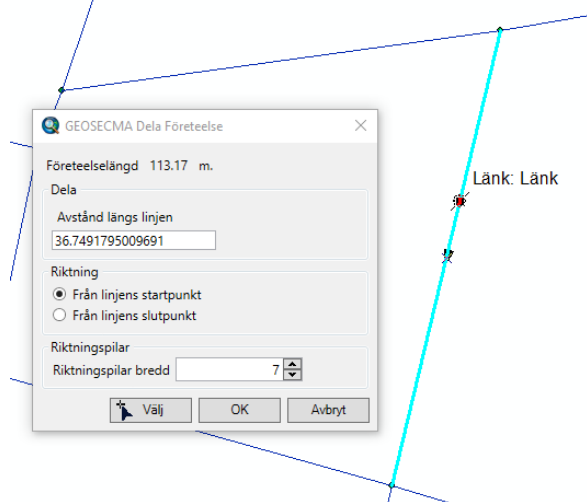 GEOSECMA Dela Företeelse
Företeelselängd 113.17 m.
Dela
Avstånd längs linjen
36.7491795009691
Riktning
Från linjens startpunkt
Från linjens slutpunkt
Riktningspilar
Riktningspilar bredd 7
Välj OK Avbryt
Länk: Länk